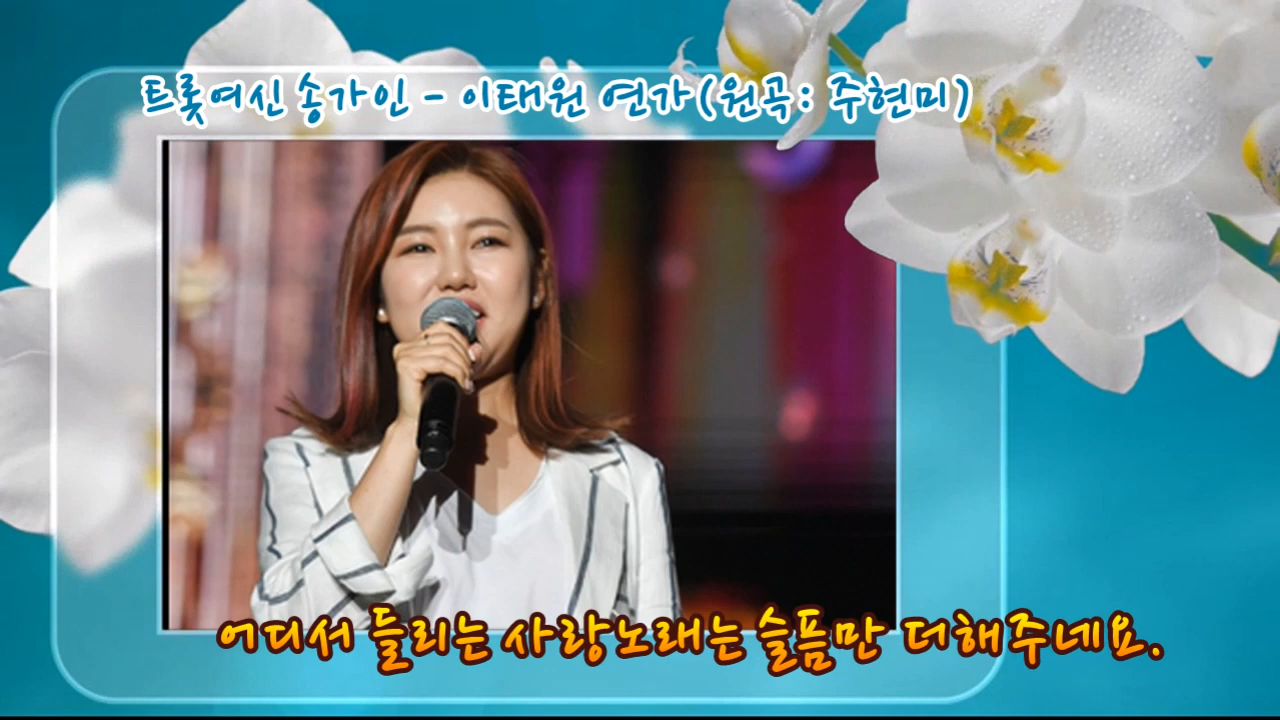 트롯여신 송가인 - 이태원 연가(원곡: 주현미)
어디서 들리는 사랑노래는 슬픔만 더해주네요.